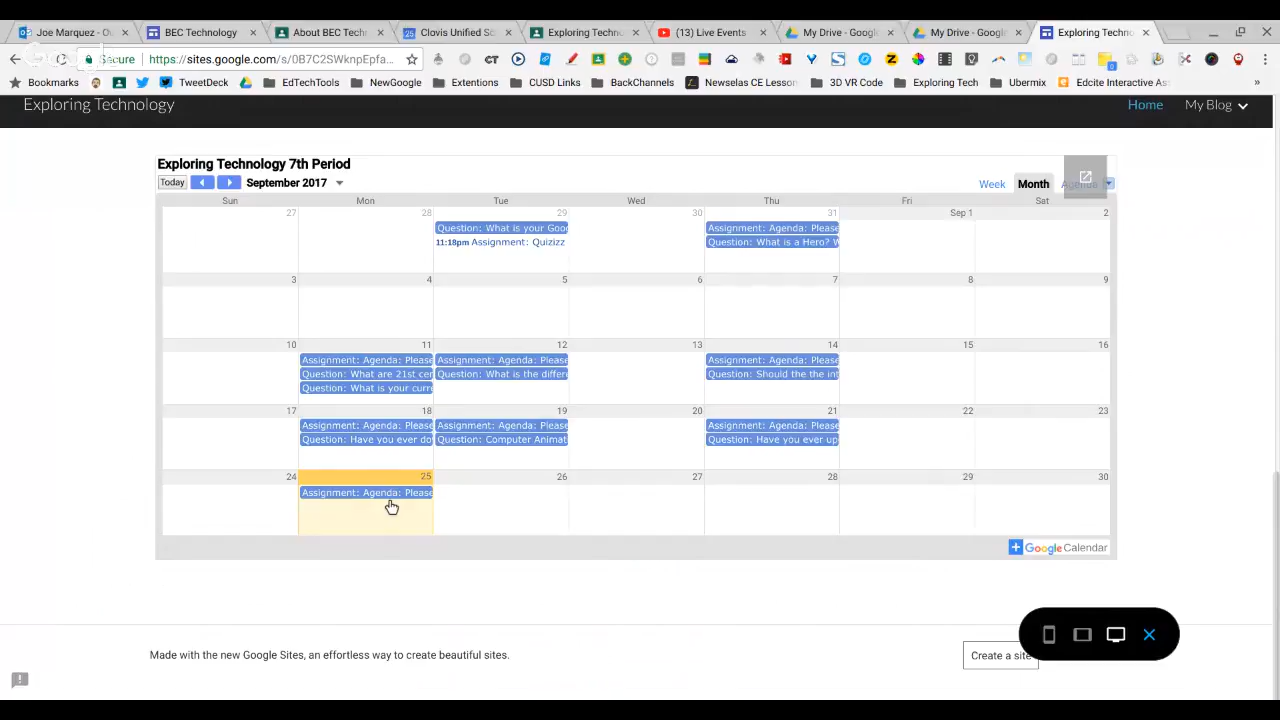 Joe Marquez - Ou
BEC Technology
About BEC Tech
Clovis Unified Sc
Exploring Techno
(13) Live Events
My Drive - Google
My Drive - Google
Exploring Techno
Secure
https://sites.google.com/s/0B7C2SWknpEpfa...
Bookmarks
TweetDeck
EdTechTools
NewGoogle
Extentions
CUSD Links
BackChannels
Newselas CE Lesson
3D VR Code
Exploring Tech
Ubermix
Edcite Interactive Ass
Exploring Technology
Home
My Blog
Exploring Technology 7th Period
Today
September 2017
Week
Month
Agenda
Sun Mon Tue Wed Thu Fri Sat
27 28 29 30 31 Sep 1 2
Question: What is your Goo
Assignment: Agenda: Please
11:18pm Assignment: Quizizz
Question: What is a Hero? W
3 4 5 6 7 8 9
10 11 12 13 14 15 16
Assignment: Agenda: Please
Assignment: Agenda: Please
Assignment: Agenda: Please
Question: What are 21st cen
Question: What is the differe
Question: Should the the int
Question: What is your curre
17 18 19 20 21 22 23
Assignment: Agenda: Please
Assignment: Agenda: Please
Assignment: Agenda: Please
Question: Have you ever do
Question: Computer Animat
Question: Have you ever up
24 25 26 27 28 29 30
Assignment: Agenda: Please
Google Calendar
Made with the new Google Sites, an effortless way to create beautiful sites.
Create a site